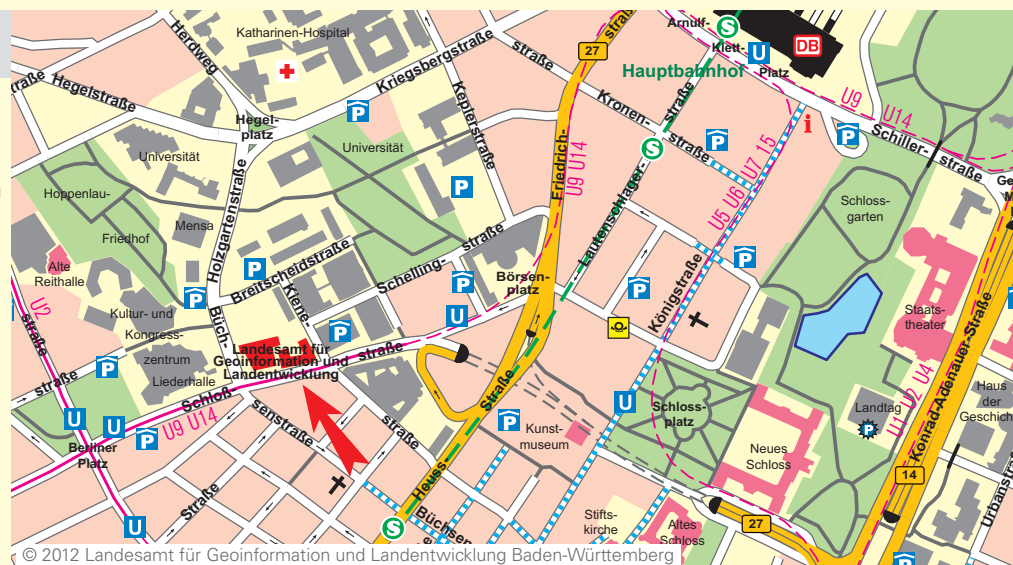 Herdweg
Katharinen-Hospital
straße
27
Arnulf-
S
Klett-
U
DB
Platz
Hauptbahnhof
straße
Hegelstraße
Kriegsbergstraße
straße
Keplerstraße
Kronen-
straße
straße
U9
U14
i
P
P
P
Schiller-
straße
Hegel-
platz
Universität
Universität
S
Friedrich-
U9 U14
Lautenschlager-
U5 U6 U7 15
Königstraße
Schloss-
garten
Hoppenlau-
Friedhof
Mensa
Holzgartenstraße
P
Alte
Reithalle
U2
P
P
Breitscheidstraße
Schelling-
straße
P
U
Börsen-
platz
P
P
Staats-
theater
Konrad-Adenauer-Straße
Kultur- und
Kongress-
zentrum
Liederhalle
Büch-
Kiene-
P
Landesamt für
Geoinformation und
Landentwicklung
straße
straße
P
straße
Schloß-
U9 U14
senstraße
straße
Straße
U
U
P
Berliner
Platz
Straße
U
Heuss-
S
P
Kunst-
museum
U
Schloss-
platz
Neues
Schloss
Landtag
P
U1 U2 U4
Haus
der
Geschich
14
Urbanstra
27
Büchsen
Stifts-
kirche
Altes
Schloss
P
© 2012 Landesamt für Geoinformation und Landentwicklung Baden-Württemberg